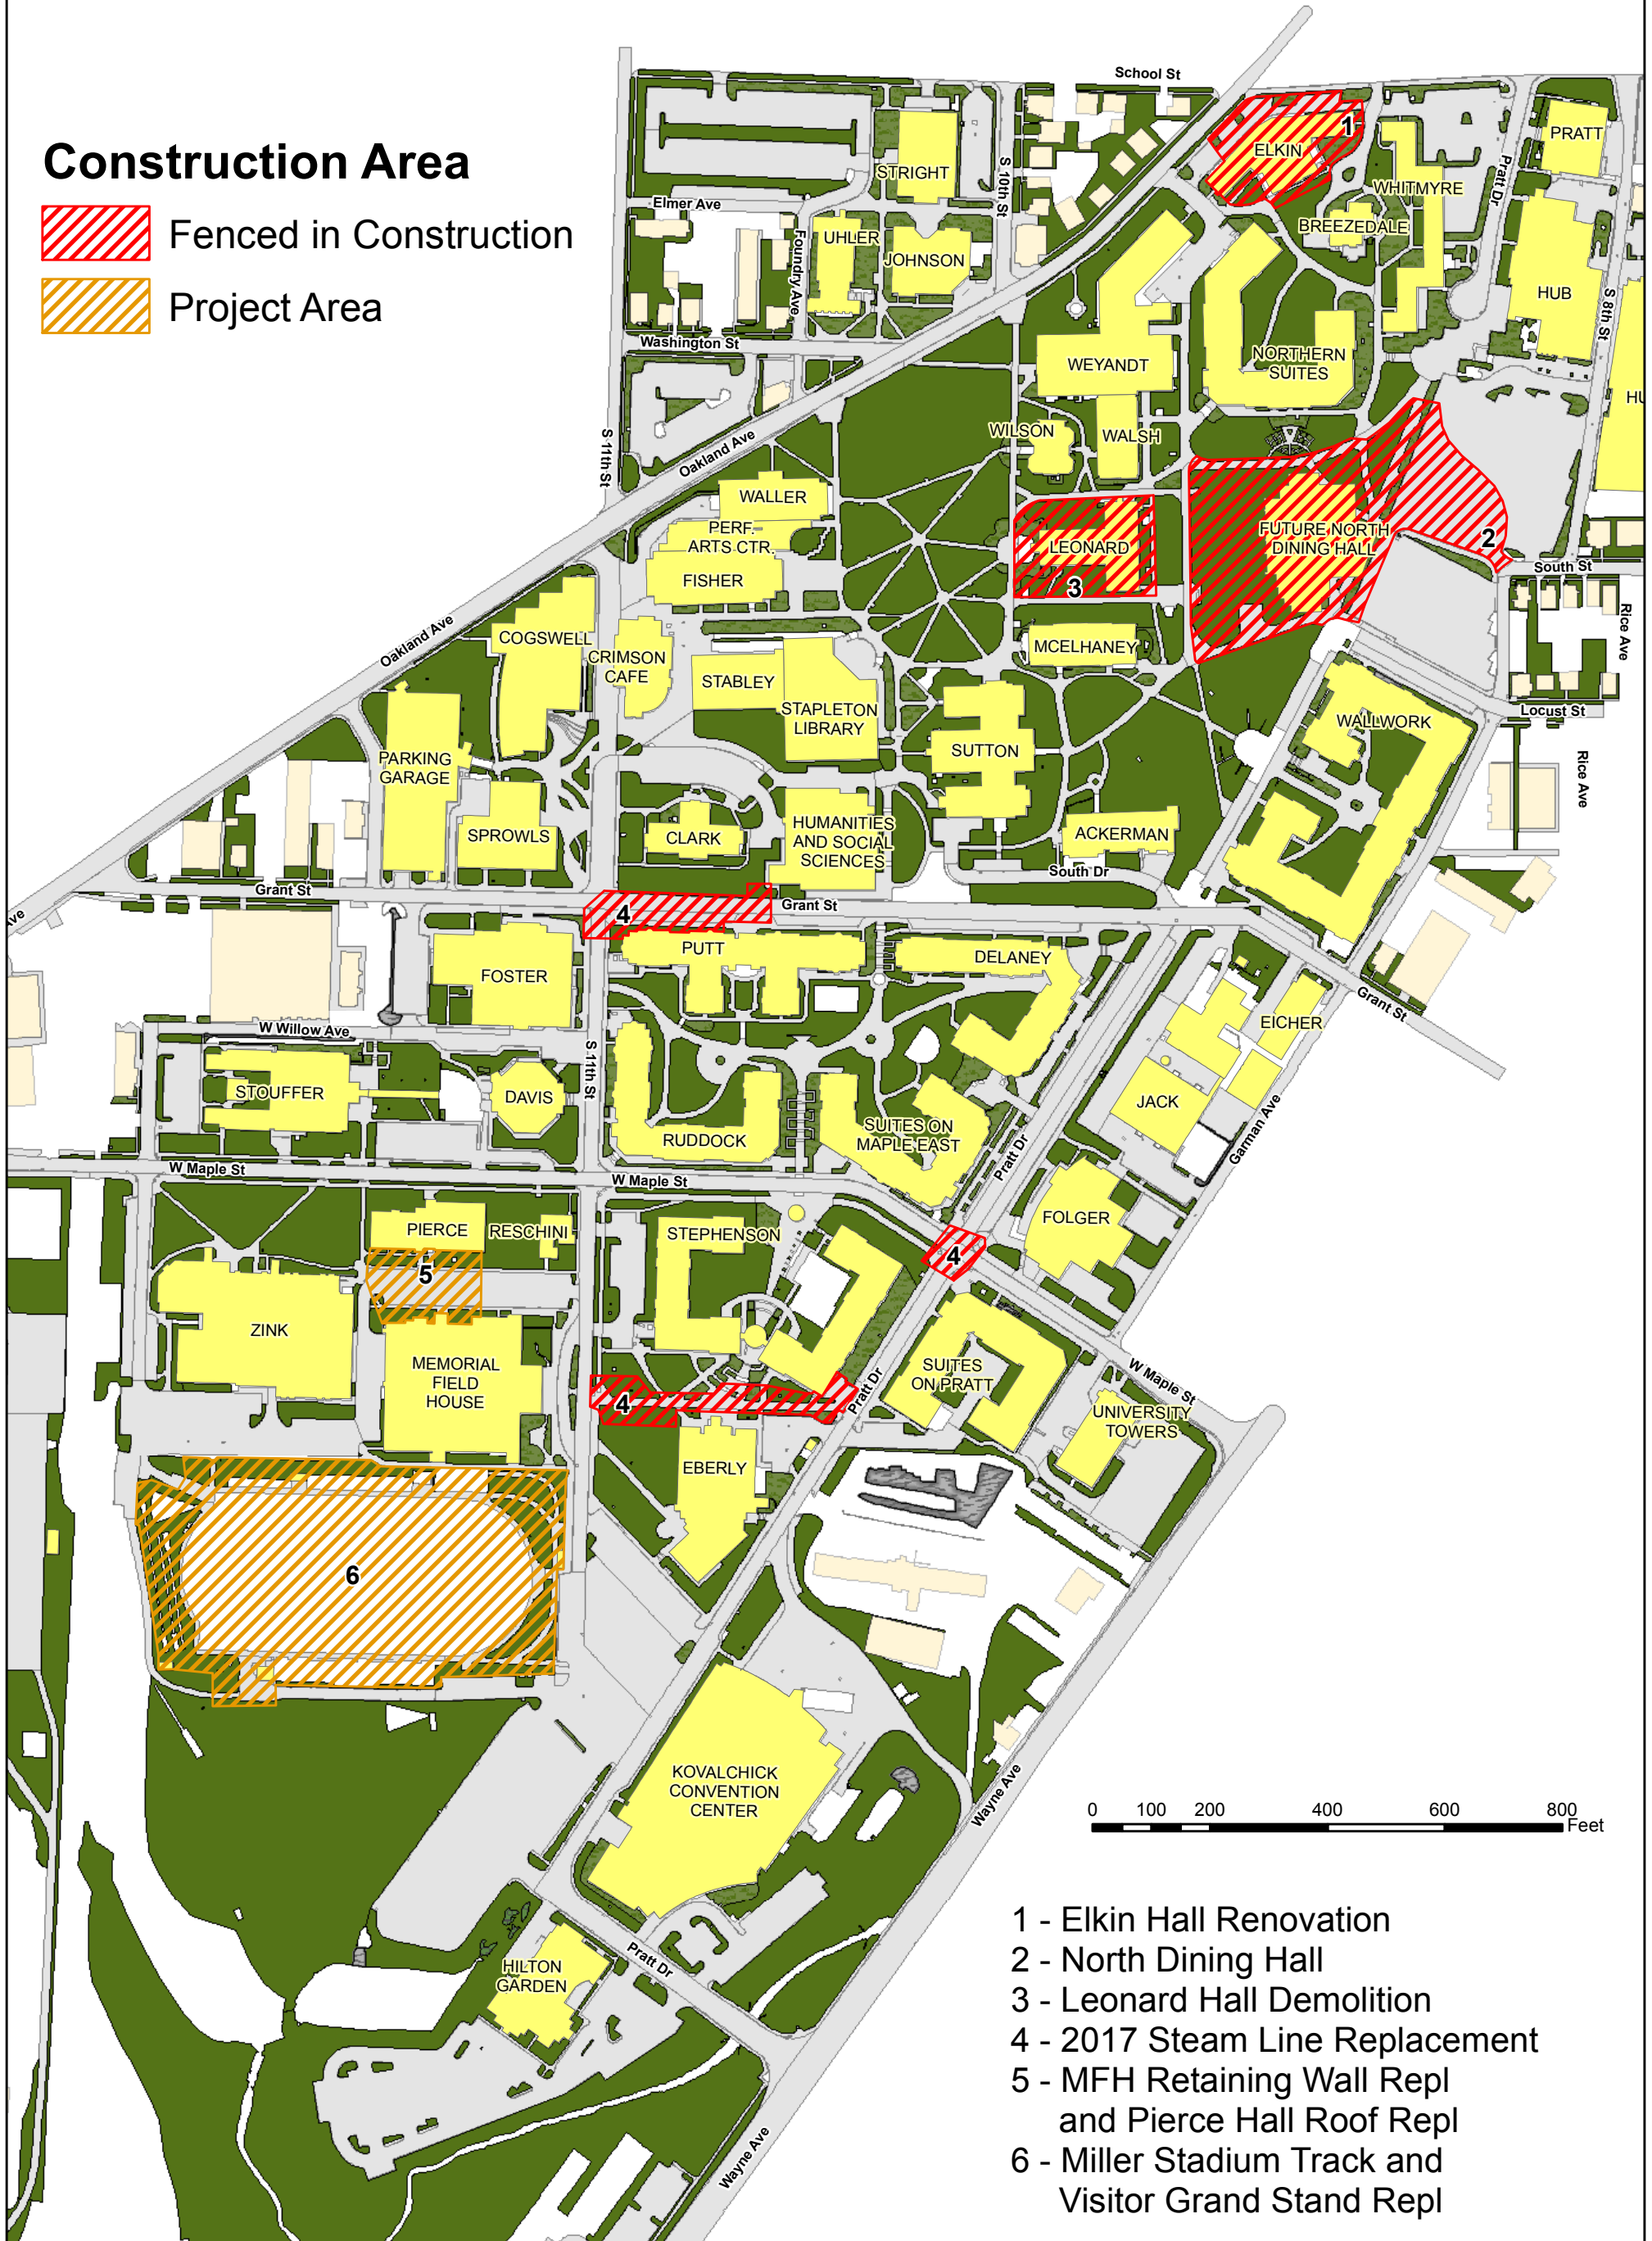 School St
Construction Area
Fenced in Construction
Project Area
1
ELKIN
PRATT
STRIGHT
S 10th St
Pratt Dr
WHITMYRE
Elmer Ave
BREEZEDALE
UHLER
JOHNSON
Foundry Ave
HUB
S 8th St
Washington St
WEYANDT
NORTHERN
SUITES
HU
WILSON
WALSH
S 11th St
Oakland Ave
WALLER
PERF.
ARTS CTR.
FISHER
LEONARD
3
FUTURE NORTH
DINING HALL
2
South St
Rice Ave
Oakland Ave
COGSWELL
CRIMSON
CAFE
MCELHANEY
STABLEY
STAPLETON
LIBRARY
WALLWORK
Locust St
SUTTON
PARKING
GARAGE
Rice Ave
SPROWLS
CLARK
HUMANITIES
AND SOCIAL
SCIENCES
ACKERMAN
South Dr
Grant St
4
Grant St
ve
PUTT
DELANEY
FOSTER
Grant St
EICHER
W Willow Ave
S 11th St
STOUFFER
DAVIS
JACK
RUDDOCK
SUITES ON
MAPLE EAST
Pratt Dr
Garman Ave
W Maple St
W Maple St
FOLGER
PIERCE
RESCHINI
STEPHENSON
4
5
ZINK
MEMORIAL
FIELD
HOUSE
SUITES
ON PRATT
W Maple St
Pratt Dr
4
UNIVERSITY
TOWERS
EBERLY
6
KOVALCHICK
CONVENTION
CENTER
Wayne Ave
0 100 200 400 600 800
Feet
HILTON
GARDEN
Pratt Dr
Wayne Ave
1 - Elkin Hall Renovation
2 - North Dining Hall
3 - Leonard Hall Demolition
4 - 2017 Steam Line Replacement
5 - MFH Retaining Wall Repl
and Pierce Hall Roof Repl
6 - Miller Stadium Track and
Visitor Grand Stand Repl